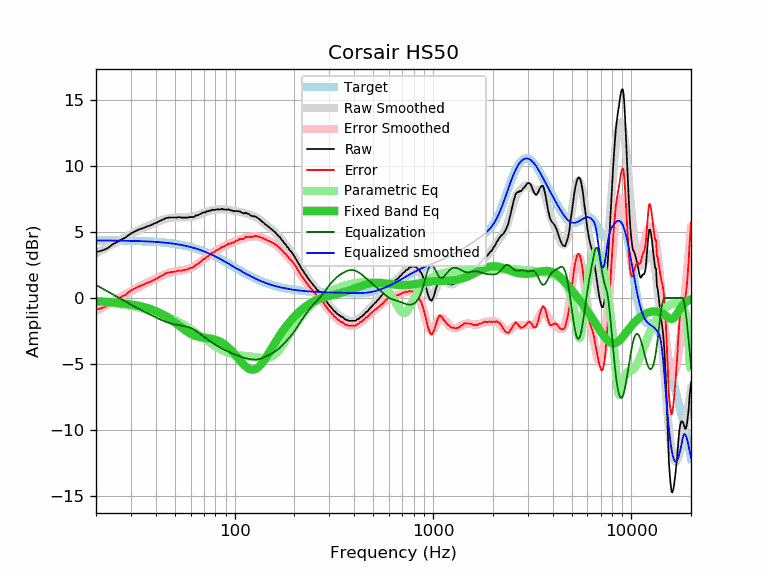 Corsair HS50
Target
Raw Smoothed
Error Smoothed
Raw
Error
Parametric Eq
Fixed Band Eq
Equalization
Equalized smoothed
Amplitude (dBr)
15
10
5
0
−5
−10
−15
100
1000
10000
Frequency (Hz)